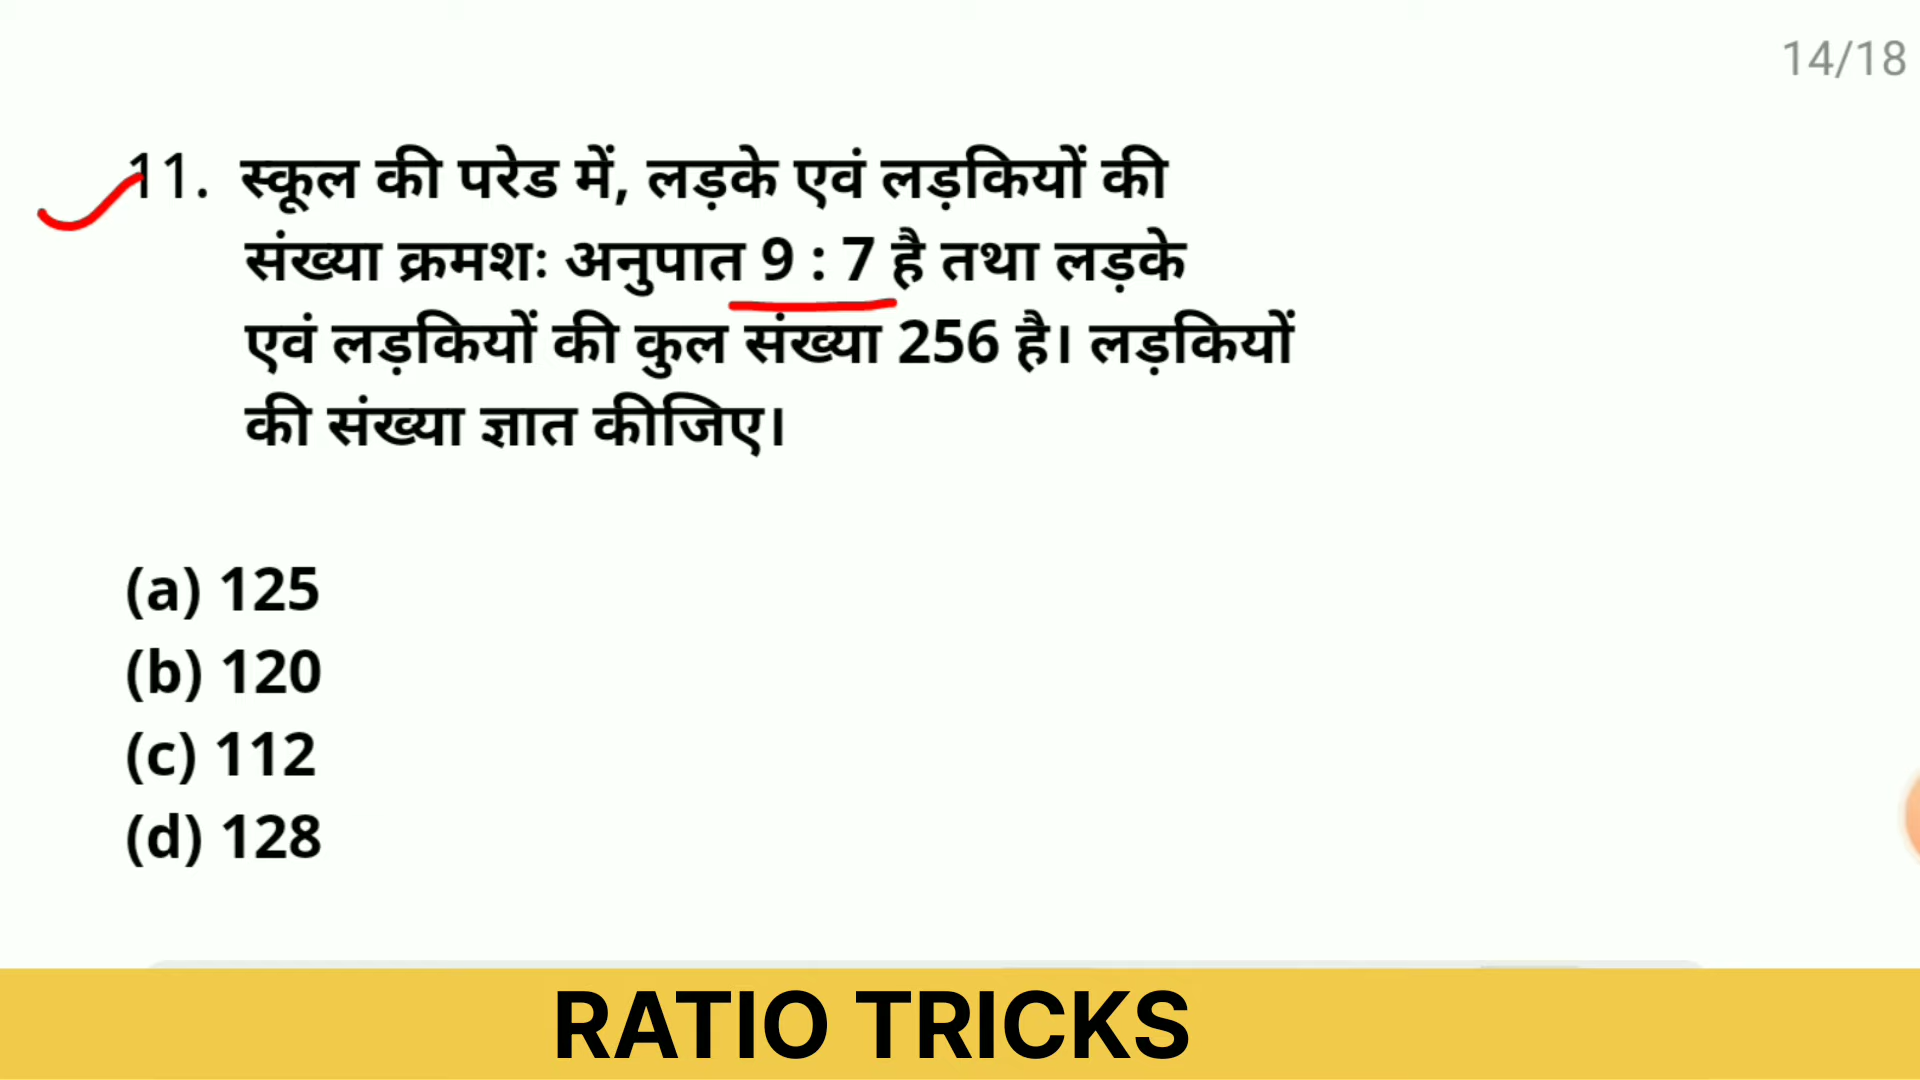 14/18
11. स्कूल की परेड में, लड़के एवं लड़कियों की
संख्या क्रमशः अनुपात 9 : 7 है तथा लड़के
एवं लड़कियों की कुल संख्या 256 है। लड़कियों
की संख्या ज्ञात कीजिए।
(a) 125
(b) 120
(c) 112
(d) 128
RATIO TRICKS